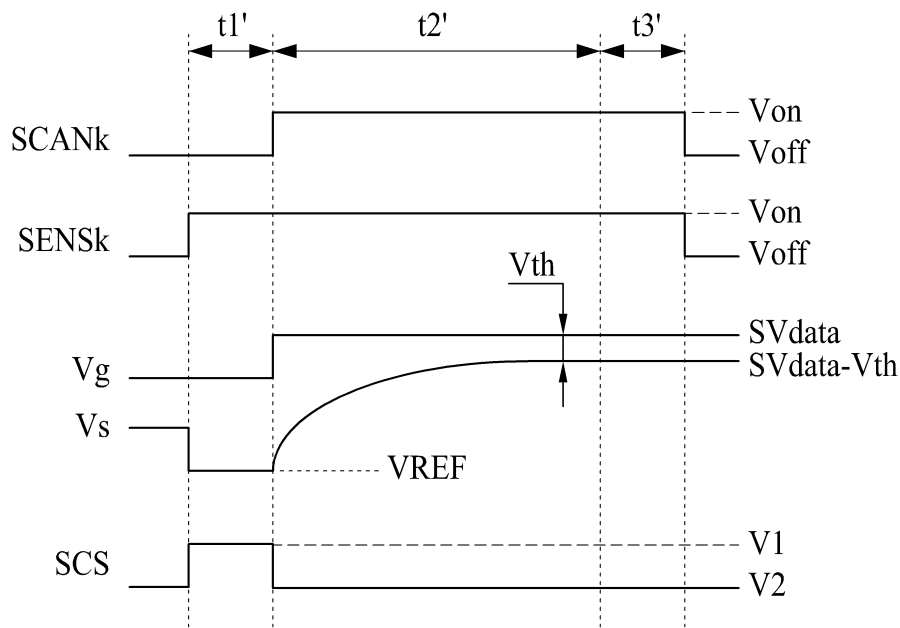 t1' t2' t3'
SCANk Von
Voff
SENSk Von
Voff
Vth
SVdata
Vg SVdata-Vth
Vs
VREF
SCS V1
V2